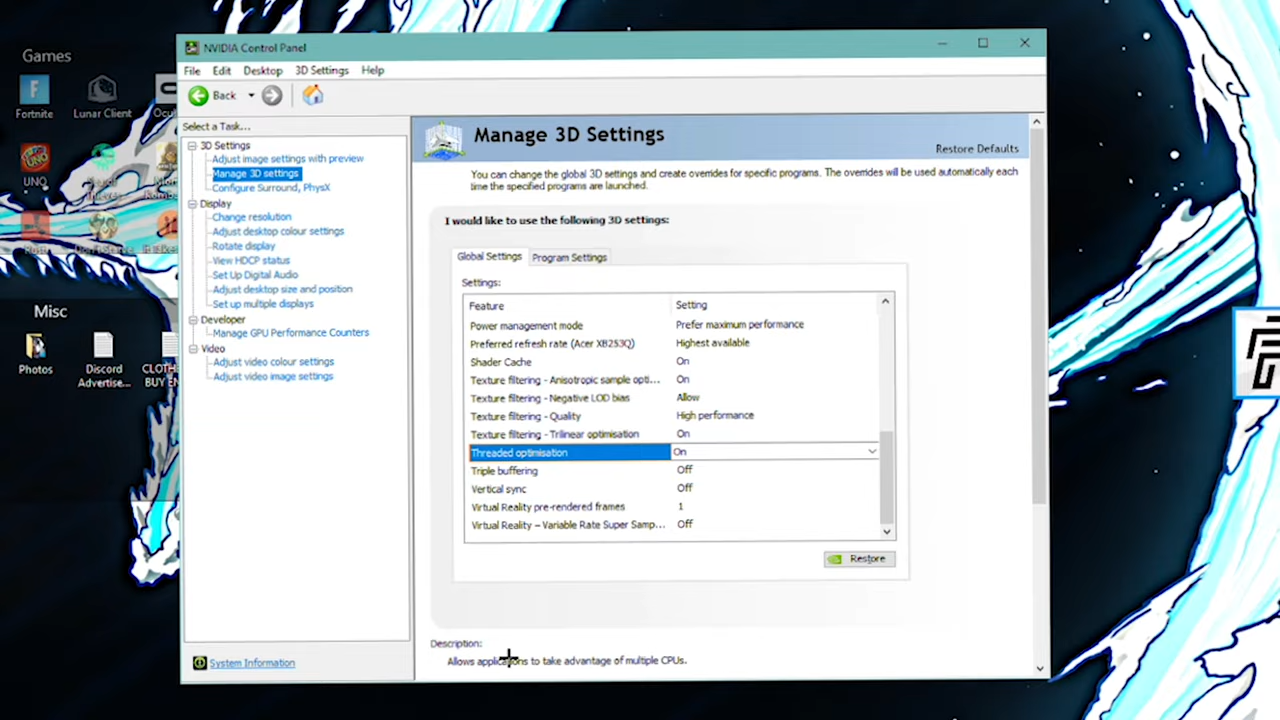 Games
Fortnite
Lunar Client
UNO
Rust
Misc
Photos
Discord
Advertise...
CLOTH
BUY EN
NVIDIA Control Panel
File Edit Desktop 3D Settings Help
Back
Select a Task...
3D Settings
Adjust image settings with preview
Manage 3D settings
Configure Surround, PhysX
Display
Change resolution
Adjust desktop colour settings
Rotate display
View HDCP status
Set Up Digital Audio
Adjust desktop size and position
Set up multiple displays
Developer
Manage GPU Performance Counters
Video
Adjust video colour settings
Adjust video image settings
System Information
Manage 3D Settings
Restore Defaults
You can change the global 3D settings and create overrides for specific programs. The overrides will be used automatically each
time the specified programs are launched.
I would like to use the following 3D settings:
Global Settings Program Settings
Settings:
Feature Setting
Power management mode Prefer maximum performance
Preferred refresh rate (Acer XB253Q) Highest available
Shader Cache On
Texture filtering - Anisotropic sample opti... On
Texture filtering - Negative LOD bias Allow
Texture filtering - Quality High performance
Texture filtering - Trilinear optimisation On
Threaded optimisation On
Triple buffering Off
Vertical sync Off
Virtual Reality pre-rendered frames 1
Virtual Reality – Variable Rate Super Samp... Off
Restore
Description:
Allows applications to take advantage of multiple CPUs.